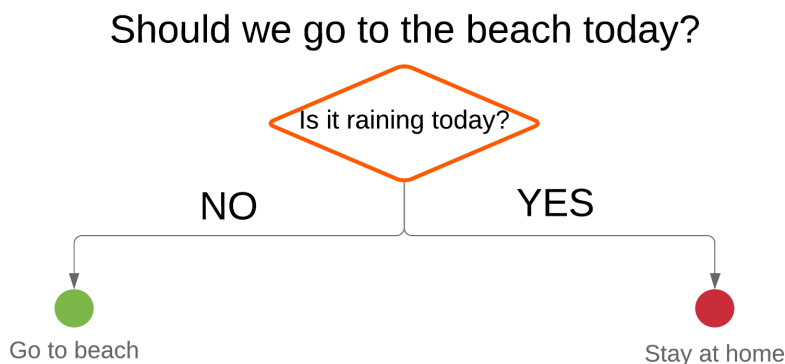 Should we go to the beach today?
Is it raining today?
NO
YES
Go to beach
Stay at home